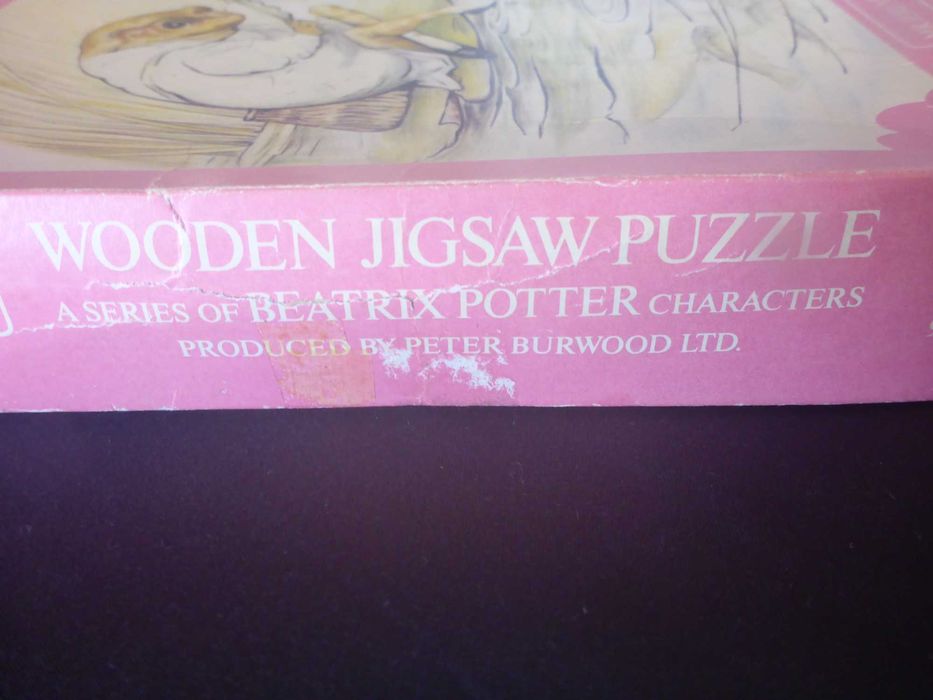 WOODEN JIGSAW PUZZLE
A SERIES OF BEATRIX POTTER CHARACTERS
PRODUCED BY PETER BURWOOD LTD.